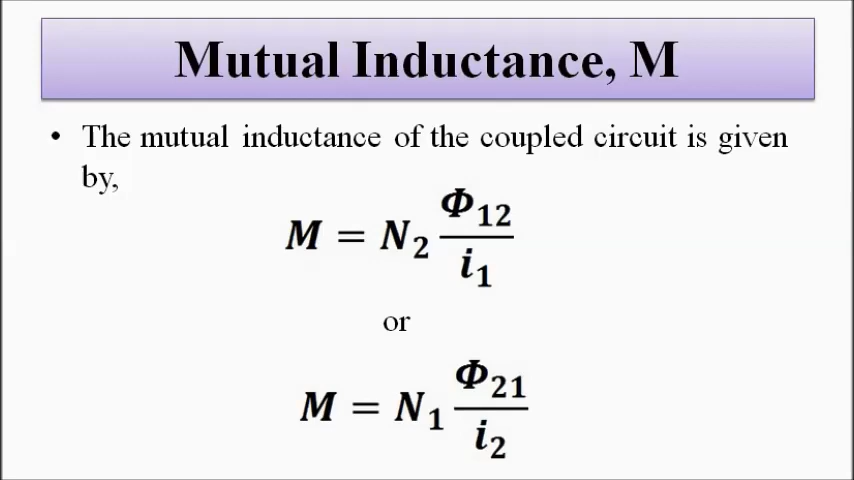 Mutual Inductance, M
• The mutual inductance of the coupled circuit is given
by,
M = N₂ Φ₁₂ / i₁
or
M = N₁ Φ₂₁ / i₂